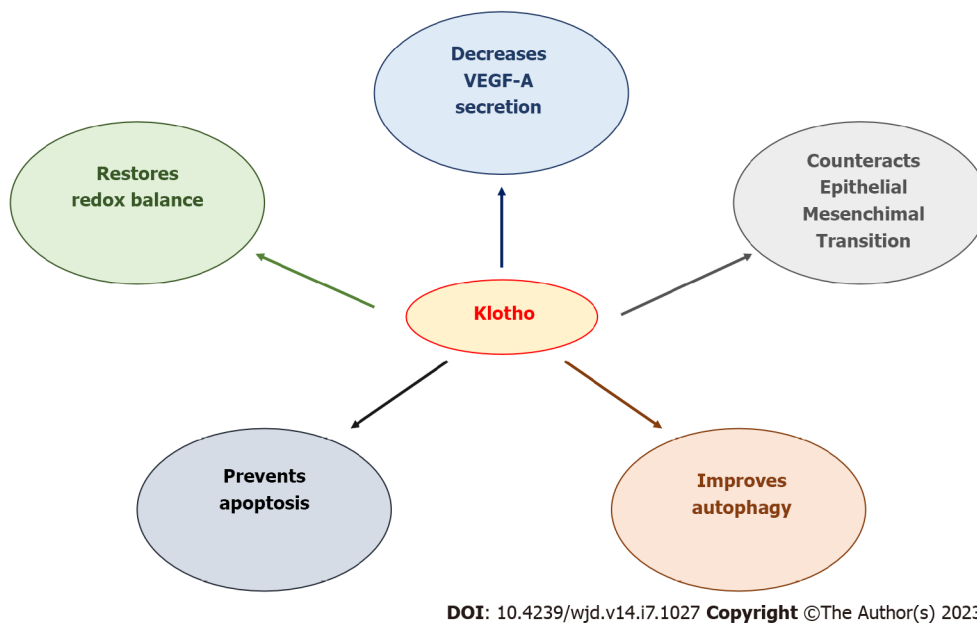 Decreases
VEGF-A
secretion
Restores
redox balance
Counteracts
Epithelial
Mesenchimal
Transition
Klotho
Prevents
apoptosis
Improves
autophagy
DOI: 10.4239/wjd.v14.i7.1027 Copyright ©The Author(s) 2023